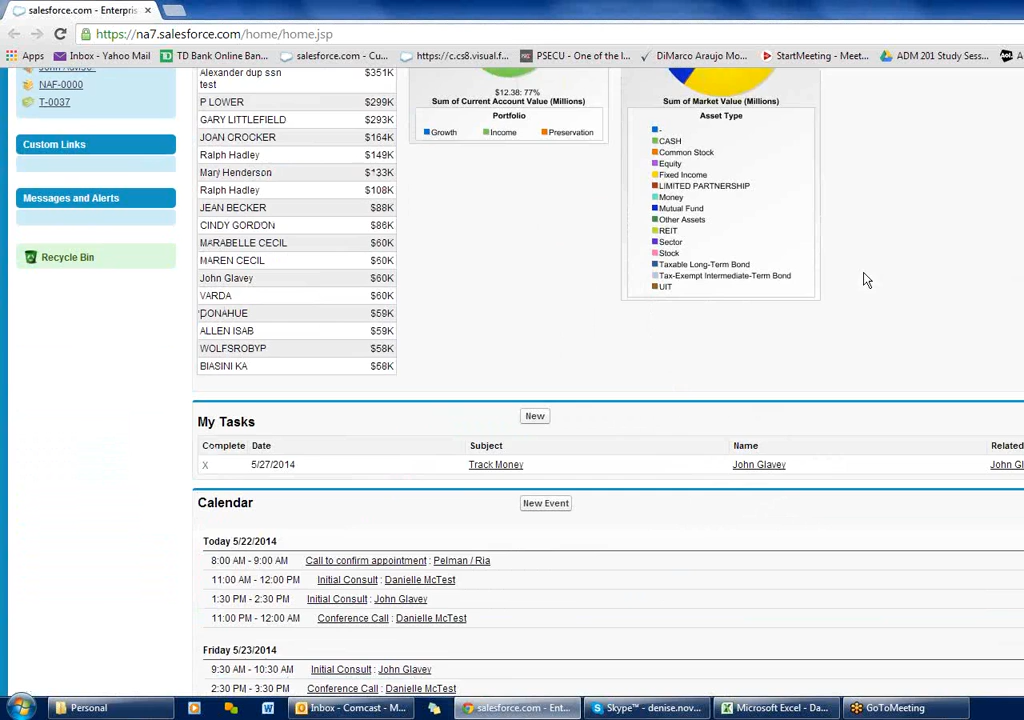 salesforce.com - Enterpris
https://na7.salesforce.com/home/home.jsp
Apps Inbox - Yahoo Mail TD Bank Online Ban... salesforce.com - Cu... https://c.cs8.visual.f... PSECU - One of the l... DiMarco Araujo Mo... StartMeeting - Meet... ADM 201 Study Sessi...
NAF-0000
T-0037
Custom Links
Messages and Alerts
Recycle Bin
Alexander dup ssn test $351K
P LOWER $299K
GARY LITTLEFIELD $293K
JOAN CROCKER $164K
Ralph Hadley $149K
Mary Henderson $133K
Ralph Hadley $108K
JEAN BECKER $88K
CINDY GORDON $86K
MARABELLE CECIL $60K
MAREN CECIL $60K
John Glavey $60K
VARDA $60K
DONAHUE $59K
ALLEN ISAB $59K
WOLFSROBYP $58K
BIASINI KA $58K
$12.38: 77%
Sum of Current Account Value (Millions)
Portfolio
Growth Income Preservation
Sum of Market Value (Millions)
Asset Type
-
CASH
Common Stock
Equity
Fixed Income
LIMITED PARTNERSHIP
Money
Mutual Fund
Other Assets
REIT
Sector
Stock
Taxable Long-Term Bond
Tax-Exempt Intermediate-Term Bond
UIT
My Tasks New
Complete Date Subject Name Related
X 5/27/2014 Track Money John Glavey John Gl
Calendar New Event
Today 5/22/2014
8:00 AM - 9:00 AM Call to confirm appointment : Pelman / Ria
11:00 AM - 12:00 PM Initial Consult : Danielle McTest
1:30 PM - 2:30 PM Initial Consult : John Glavey
11:00 PM - 12:00 AM Conference Call : Danielle McTest
Friday 5/23/2014
9:30 AM - 10:30 AM Initial Consult : John Glavey
2:30 PM - 3:30 PM Conference Call : Danielle McTest
Personal Inbox - Comcast - M... salesforce.com - Ent... Skype™ - denise.nov... Microsoft Excel - Da... GoToMeeting